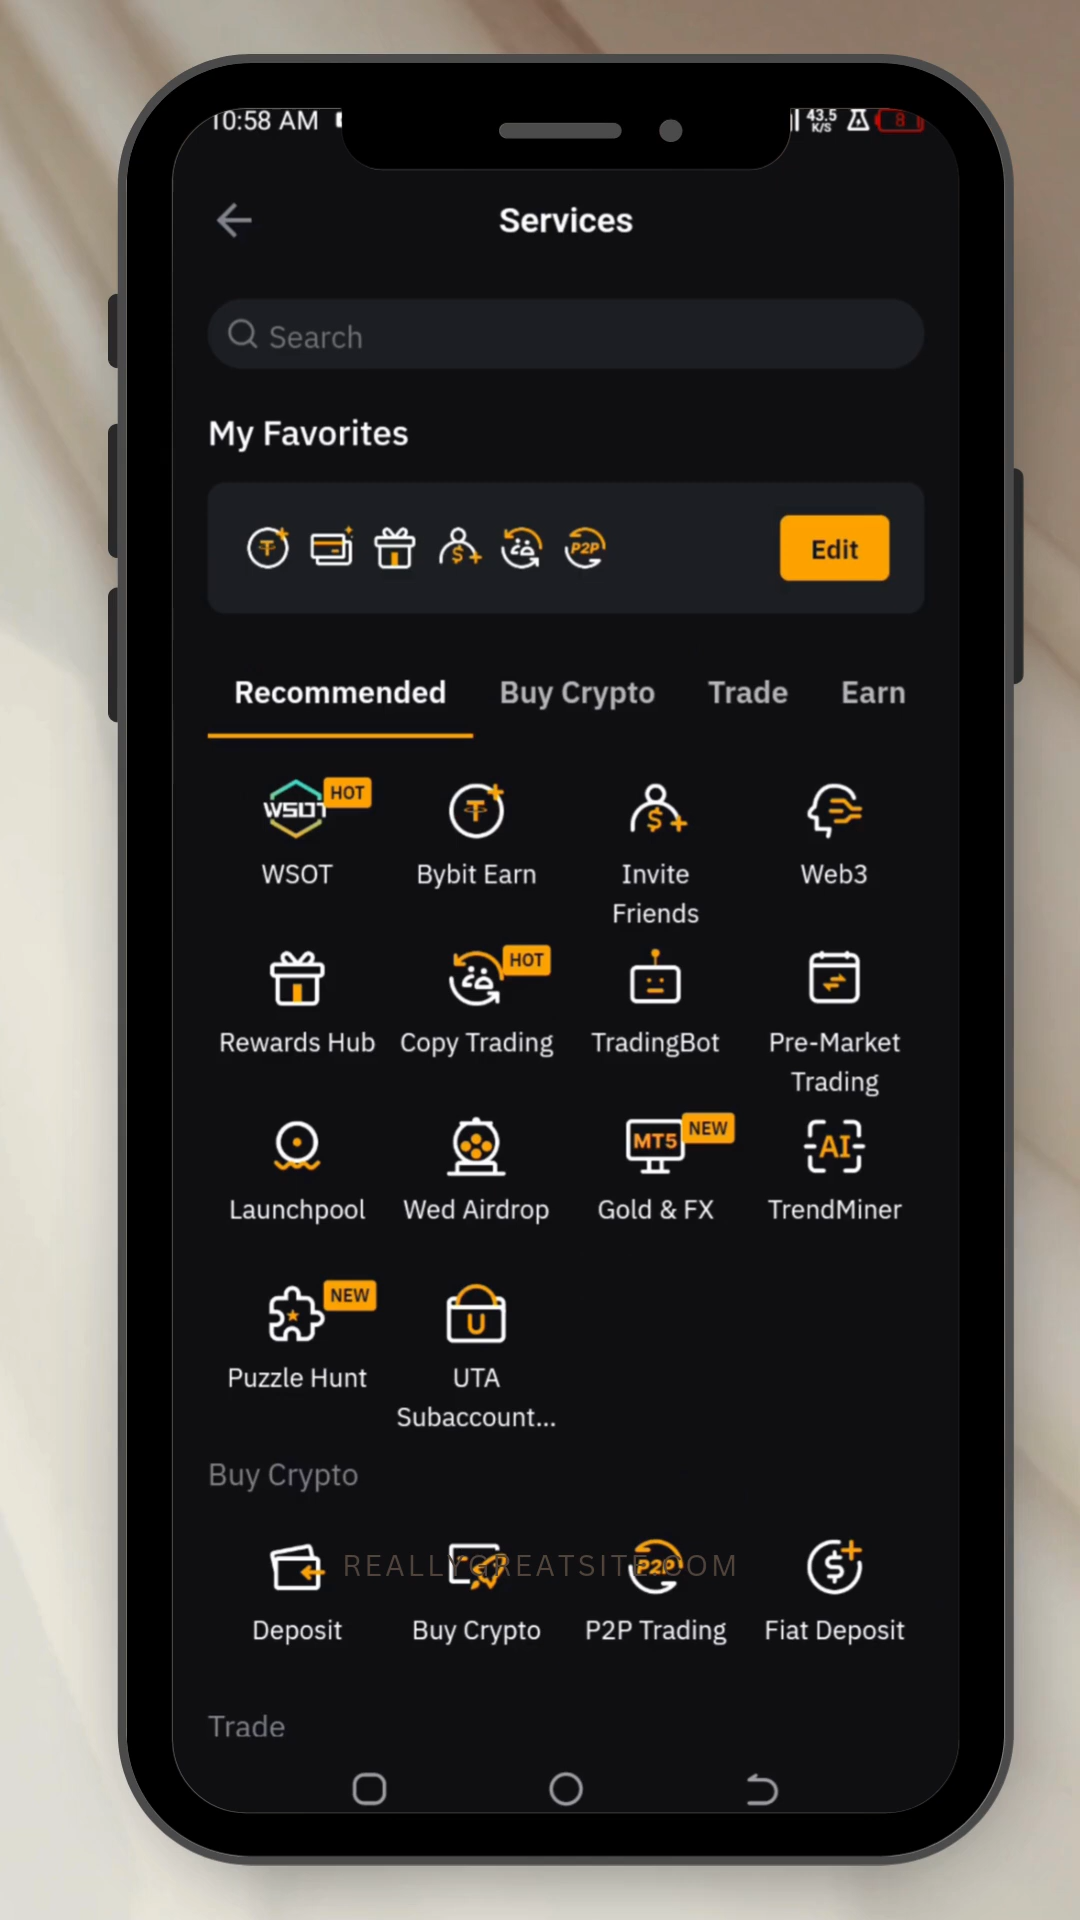 10:58 AM
43.5
K/S
8
Services
Search
My Favorites
P2P
Edit
Recommended Buy Crypto Trade Earn
WSOT HOT
WSOT Bybit Earn Invite Friends Web3
HOT
Rewards Hub Copy Trading TradingBot Pre-Market Trading
MT5 NEW AI
Launchpool Wed Airdrop Gold & FX TrendMiner
NEW U
Puzzle Hunt UTA Subaccount...
Buy Crypto
P2P
REALLYGREATSITE.COM
Deposit Buy Crypto P2P Trading Fiat Deposit
Trade